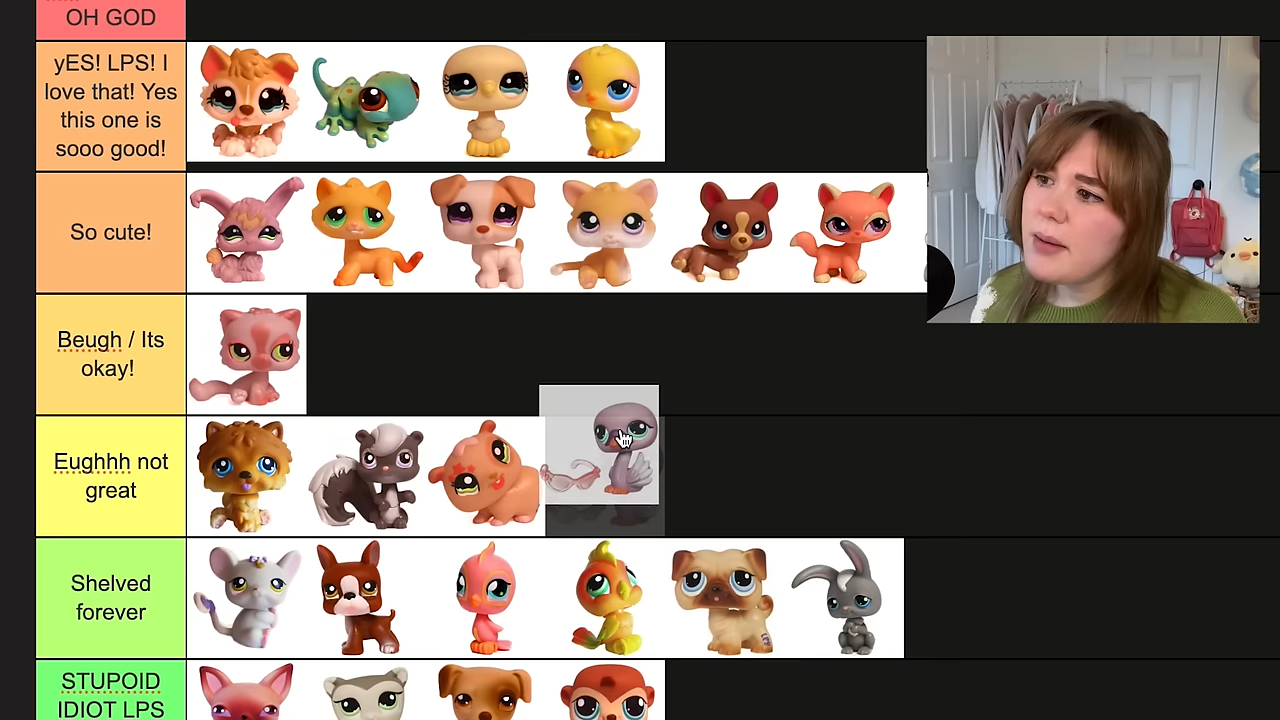 OH GOD
yES! LPS! I
love that! Yes
this one is
sooo good!
So cute!
Beugh / Its
okay!
Eughhh not
great
Shelved
forever
STUPOID
IDIOT LPS